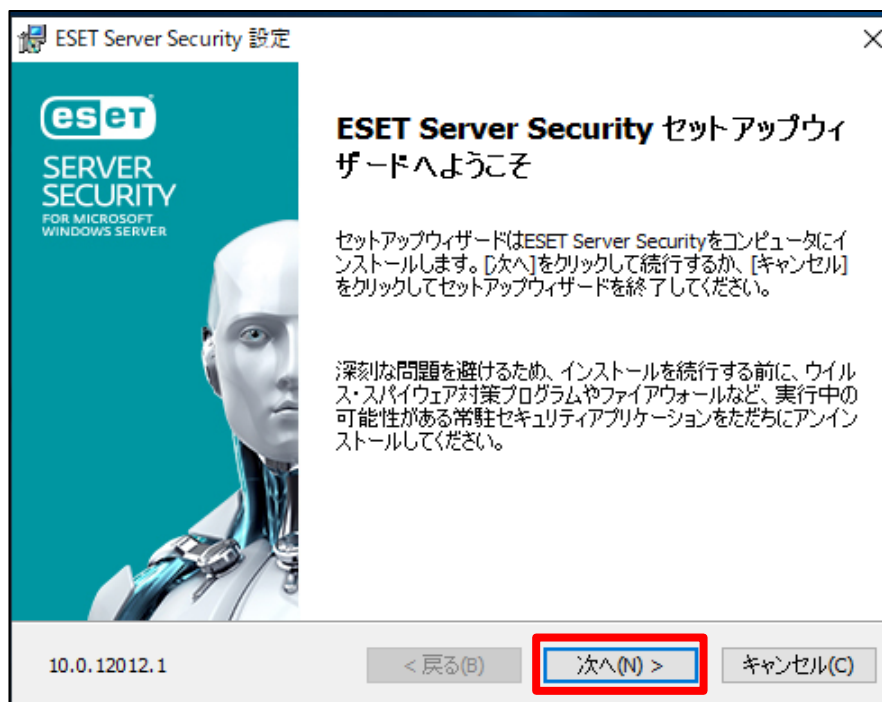 ESET Server Security 設定
eset
SERVER
SECURITY
FOR MICROSOFT
WINDOWS SERVER
ESET Server Security セットアップウィ
ザードへようこそ
セットアップウィザードはESET Server Securityをコンピュータにイ
ンストールします。[次へ]をクリックして続行するか、[キャンセル]
をクリックしてセットアップウィザードを終了してください。
深刻な問題を避けるため、インストールを続行する前に、ウイル
ス・スパイウェア対策プログラムやファイアウォールなど、実行中の
可能性がある常駐セキュリティアプリケーションをただちにアンイン
ストールしてください。
10.0.12012.1
< 戻る(B)
次へ(N) >
キャンセル(C)